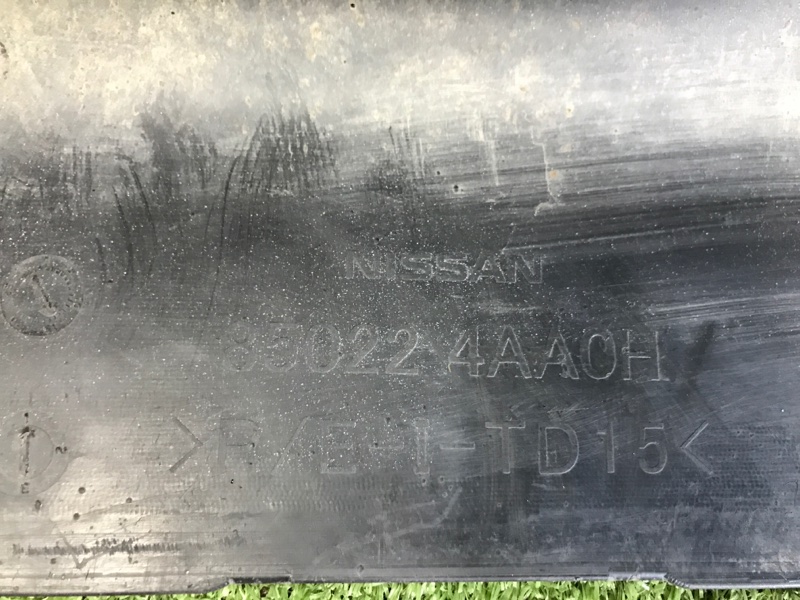 NISSAN
85022 4AA0H
>P/E-I-TD15<